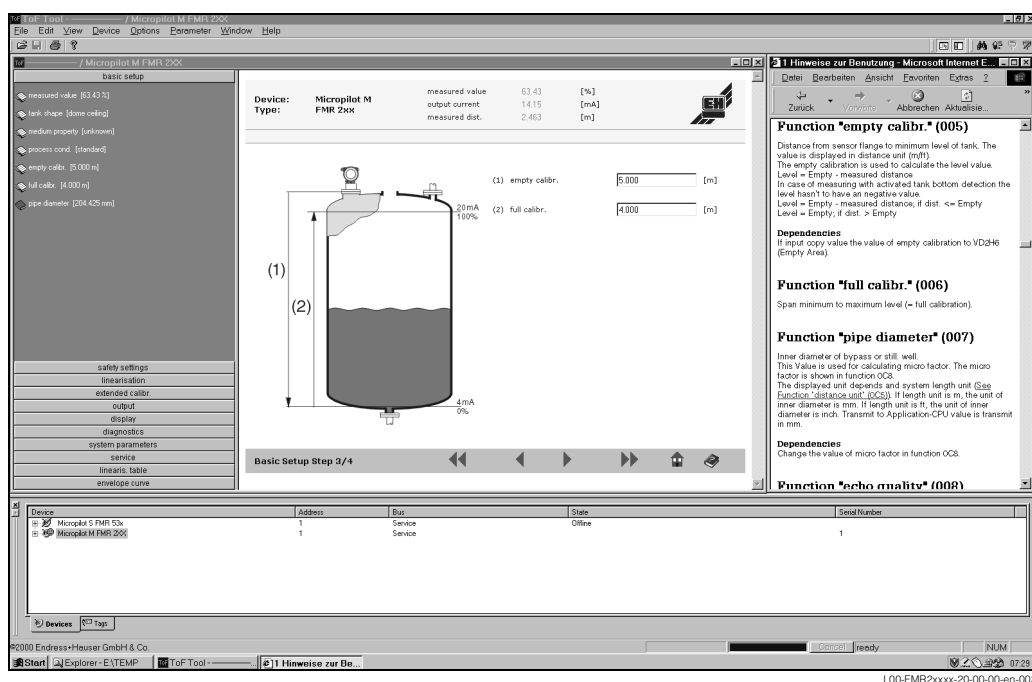 ToF Tool - ———— / Micropilot M FMR 2XX
File Edit View Device Options Parameter Window Help
———— / Micropilot M FMR 2XX
basic setup
measured value [63.43 %]
tank shape [dome ceiling]
medium property [unknown]
process cond. [standard]
empty calibr. [5.000 m]
full calibr. [4.000 m]
pipe diameter [204.425 mm]
safety settings
linearisation
extended calibr.
output
display
diagnostics
system parameters
service
linearis. table
envelope curve
Device: Micropilot M
Type: FMR 2xx
measured value 63.43 [%]
output current 14.15 [mA]
measured dist. 2.463 [m]
EH
(1) empty calibr. 5.000 [m]
(2) full calibr. 4.000 [m]
20mA
100%
(1)
(2)
4mA
0%
Basic Setup Step 3/4
1 Hinweise zur Benutzung - Microsoft Internet E...
Datei Bearbeiten Ansicht Favoriten Extras ?
Zurück Vorwärts Abbrechen Aktualisie...
Function "empty calibr." (005)
Distance from sensor flange to minimum level of tank. The
value is displayed in distance unit (m/ft).
The empty calibration is used to calculate the level value.
Level = Empty - measured distance
In case of measuring with activated tank bottom detection the
level hasn't to have an negative value.
Level = Empty - measured distance; if dist. <= Empty
Level = Empty; if dist. > Empty
Dependencies
If input copy value the value of empty calibration to VD2H6
(Empty Area).
Function "full calibr." (006)
Span minimum to maximum level (= full calibration).
Function "pipe diameter" (007)
Inner diameter of bypass or still. well.
This Value is used for calculating micro factor. The micro
factor is shown in function 0C8.
The displayed unit depends and system length unit (See
Function "distance unit" (0C5)). If length unit is m, the unit of
inner diameter is mm. If length unit is ft, the unit of inner
diameter is inch. Transmit to Application-CPU value is transmit
in mm.
Dependencies
Change the value of micro factor in function 0C8.
Function "echo quality" (008)
Device Address Bus State Serial Number
Micropilot S FMR 53x 1 Service Offline
Micropilot M FMR 2XX 1 Service 1
Devices Tags
©2000 Endress+Hauser GmbH & Co.
Cancel ready NUM
Start Explorer - E:\TEMP ToF Tool - ————... 1 Hinweise zur Be... 07:29